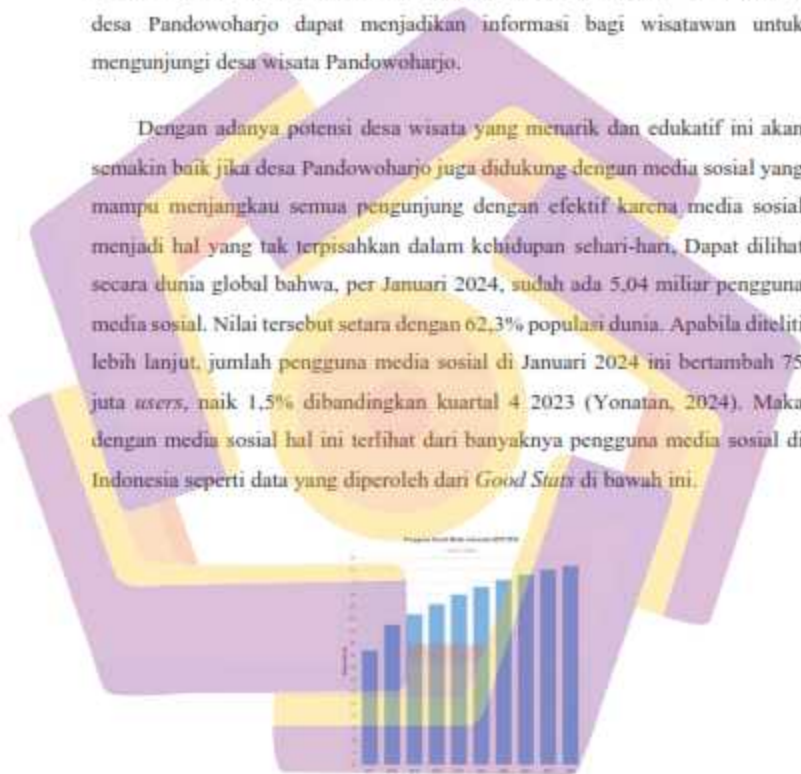 desa Pandowoharjo dapat menjadikan informasi bagi wisatawan untuk
mengunjungi desa wisata Pandowoharjo.
Dengan adanya potensi desa wisata yang menarik dan edukatif ini akan
semakin baik jika desa Pandowoharjo juga didukung dengan media sosial yang
mampu menjangkau semua pengunjung dengan efektif karena media sosial
menjadi hal yang tak terpisahkan dalam kehidupan sehari-hari, Dapat dilihat
secara dunia global bahwa, per Januari 2024, sudah ada 5,04 miliar pengguna
media sosial. Nilai tersebut setara dengan 62,3% populasi dunia. Apabila diteliti
lebih lanjut, jumlah pengguna media sosial di Januari 2024 ini bertambah 75
juta users, naik 1,5% dibandingkan kuartal 4 2023 (Yonatan, 2024). Maka
dengan media sosial hal ini terlihat dari banyaknya pengguna media sosial di
Indonesia seperti data yang diperoleh dari Good Stats di bawah ini.